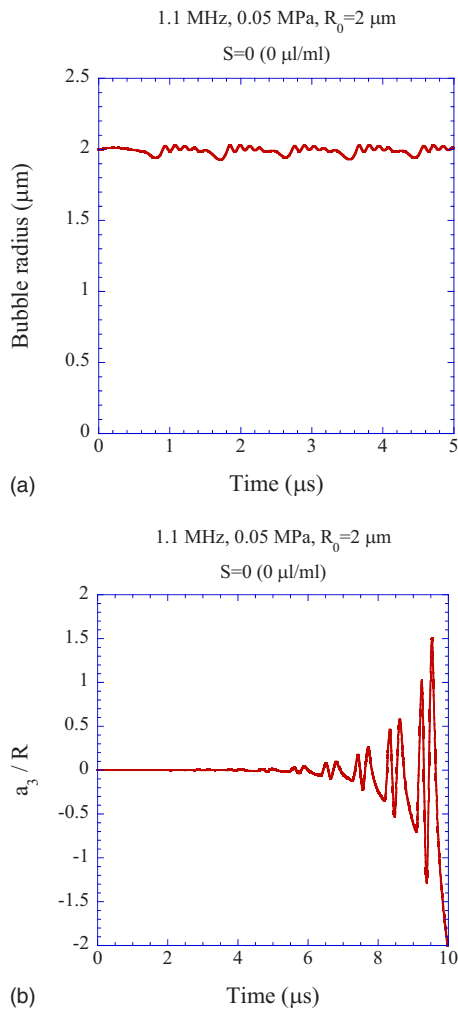 1.1 MHz, 0.05 MPa, R₀=2 μm
S=0 (0 μl/ml)
2.5
2
1.5
1
0.5
0
Bubble radius (μm)
0 1 2 3 4 5
Time (μs)
(a)
1.1 MHz, 0.05 MPa, R₀=2 μm
S=0 (0 μl/ml)
2
1.5
1
0.5
0
-0.5
-1
-1.5
-2
a₃ / R
0 2 4 6 8 10
Time (μs)
(b)